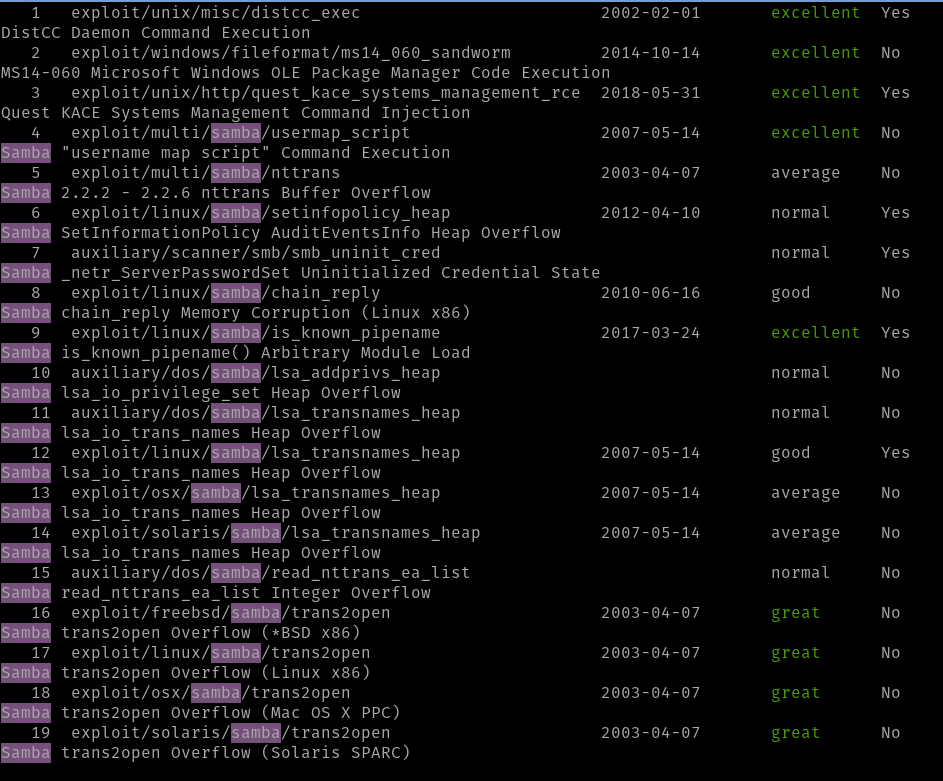 1 exploit/unix/misc/distcc_exec 2002-02-01 excellent Yes
DistCC Daemon Command Execution
2 exploit/windows/fileformat/ms14_060_sandworm 2014-10-14 excellent No
MS14-060 Microsoft Windows OLE Package Manager Code Execution
3 exploit/unix/http/quest_kace_systems_management_rce 2018-05-31 excellent Yes
Quest KACE Systems Management Command Injection
4 exploit/multi/samba/usermap_script 2007-05-14 excellent No
Samba "username map script" Command Execution
5 exploit/multi/samba/nttrans 2003-04-07 average No
Samba 2.2.2 - 2.2.6 nttrans Buffer Overflow
6 exploit/linux/samba/setinfopolicy_heap 2012-04-10 normal Yes
Samba SetInformationPolicy AuditEventsInfo Heap Overflow
7 auxiliary/scanner/smb/smb_uninit_cred normal Yes
Samba _netr_ServerPasswordSet Uninitialized Credential State
8 exploit/linux/samba/chain_reply 2010-06-16 good No
Samba chain_reply Memory Corruption (Linux x86)
9 exploit/linux/samba/is_known_pipename 2017-03-24 excellent Yes
Samba is_known_pipename() Arbitrary Module Load
10 auxiliary/dos/samba/lsa_addprivs_heap normal No
Samba lsa_io_privilege_set Heap Overflow
11 auxiliary/dos/samba/lsa_transnames_heap normal No
Samba lsa_io_trans_names Heap Overflow
12 exploit/linux/samba/lsa_transnames_heap 2007-05-14 good Yes
Samba lsa_io_trans_names Heap Overflow
13 exploit/osx/samba/lsa_transnames_heap 2007-05-14 average No
Samba lsa_io_trans_names Heap Overflow
14 exploit/solaris/samba/lsa_transnames_heap 2007-05-14 average No
Samba lsa_io_trans_names Heap Overflow
15 auxiliary/dos/samba/read_nttrans_ea_list normal No
Samba read_nttrans_ea_list Integer Overflow
16 exploit/freebsd/samba/trans2open 2003-04-07 great No
Samba trans2open Overflow (*BSD x86)
17 exploit/linux/samba/trans2open 2003-04-07 great No
Samba trans2open Overflow (Linux x86)
18 exploit/osx/samba/trans2open 2003-04-07 great No
Samba trans2open Overflow (Mac OS X PPC)
19 exploit/solaris/samba/trans2open 2003-04-07 great No
Samba trans2open Overflow (Solaris SPARC)